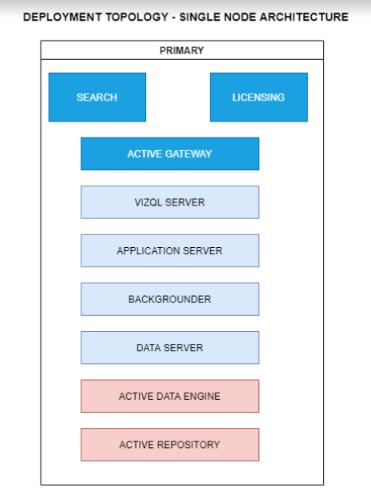 DEPLOYMENT TOPOLOGY - SINGLE NODE ARCHITECTURE
PRIMARY
SEARCH
LICENSING
ACTIVE GATEWAY
VIZQL SERVER
APPLICATION SERVER
BACKGROUNDER
DATA SERVER
ACTIVE DATA ENGINE
ACTIVE REPOSITORY